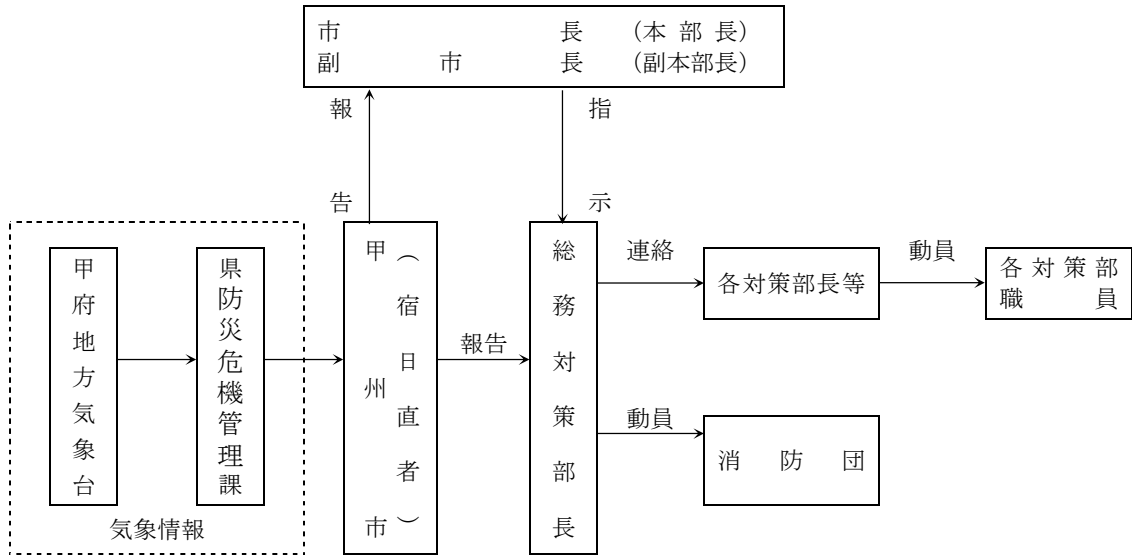 市長（本部長）
副市長（副本部長）
報告
指示
甲府地方気象台
県防災危機管理課
気象情報
甲州市
（宿日直者）
報告
総務対策部長
連絡
各対策部長等
動員
各対策部
職員
動員
消防団